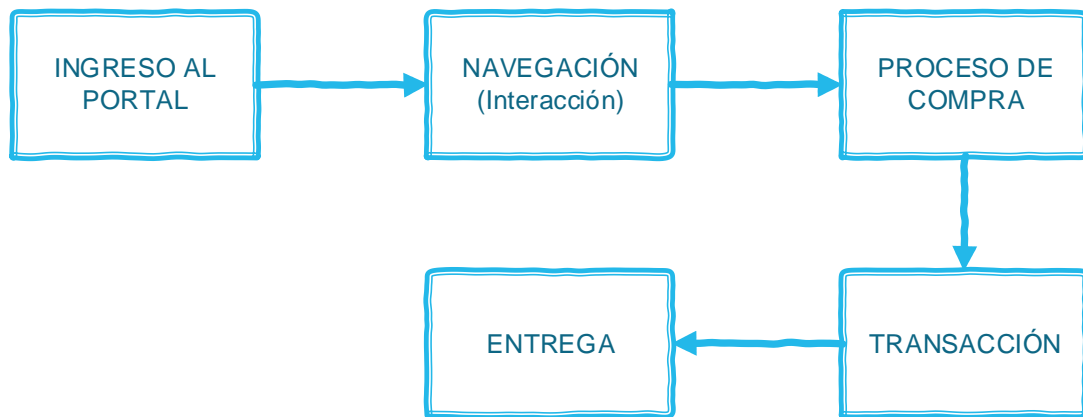 INGRESO AL
PORTAL
NAVEGACIÓN
(Interacción)
PROCESO DE
COMPRA
TRANSACCIÓN
ENTREGA